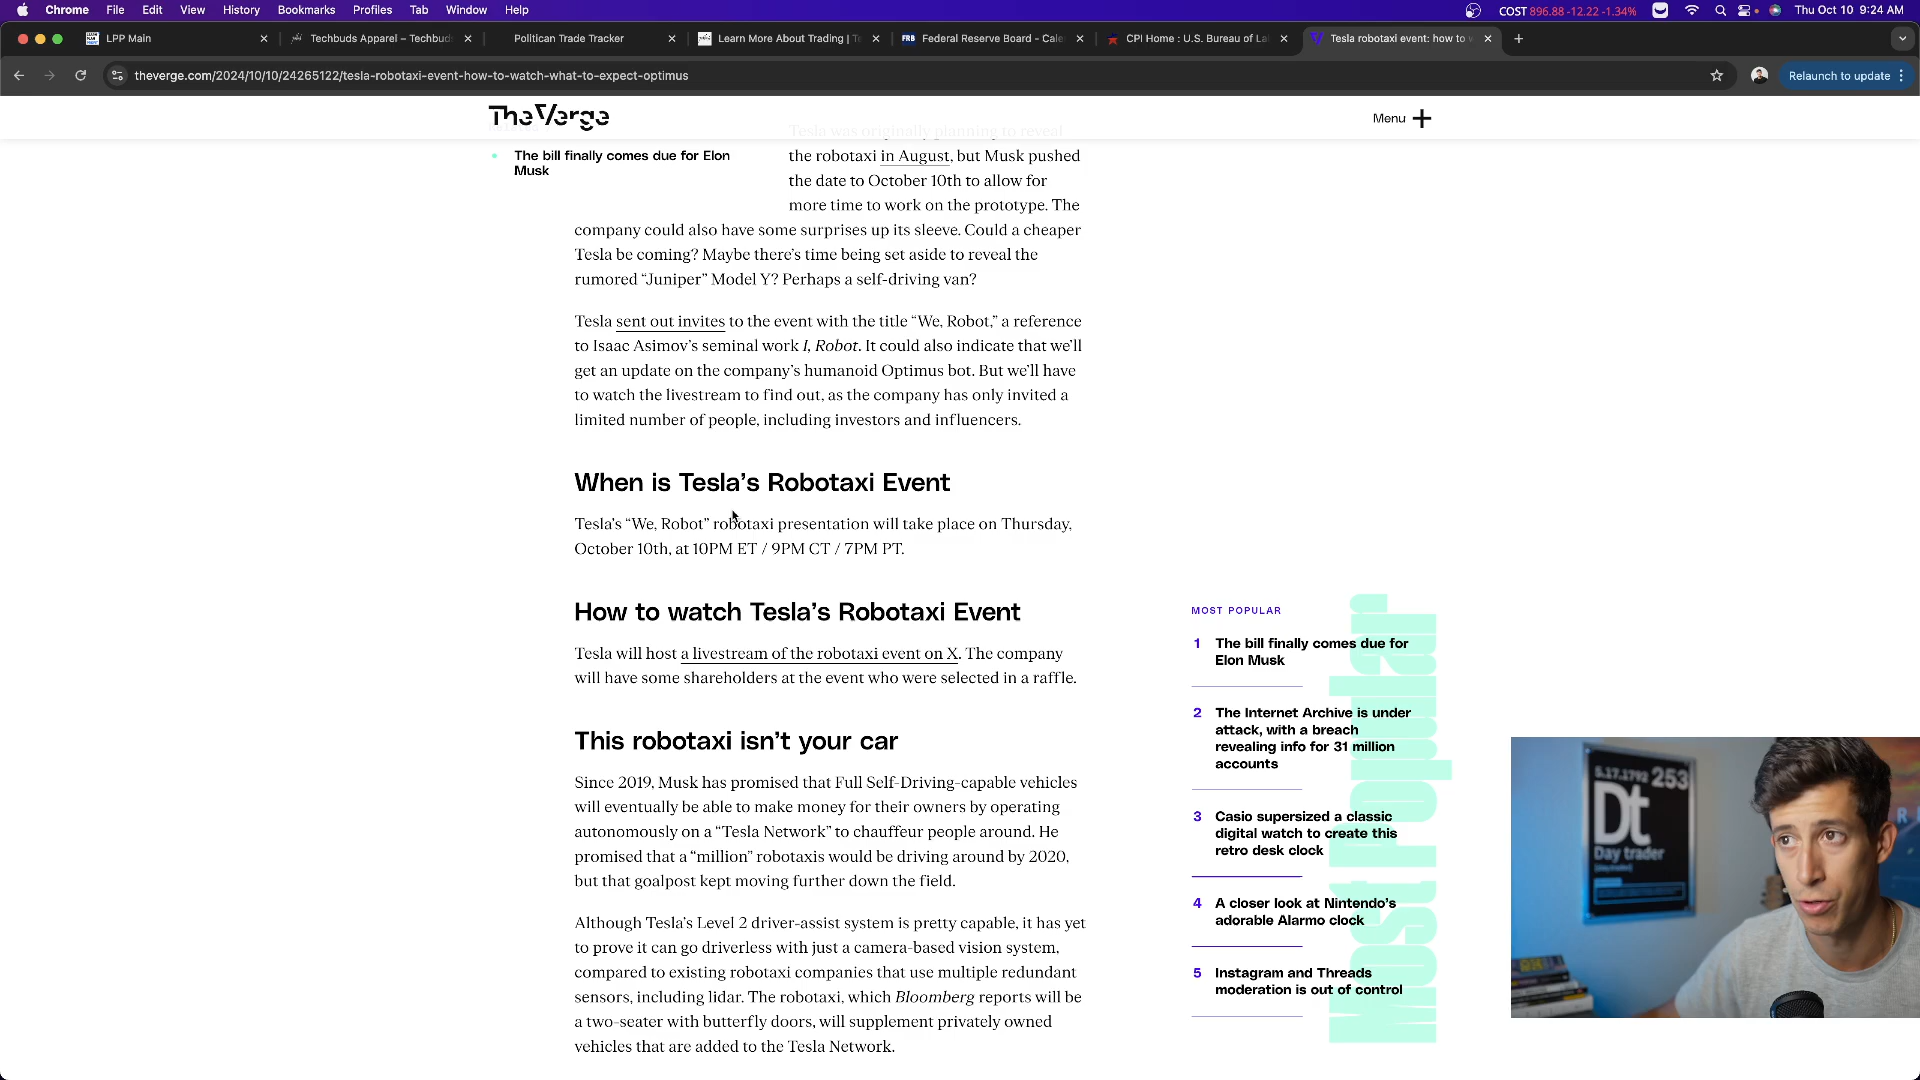 Chrome File Edit View History Bookmarks Profiles Tab Window Help
COST 896.88 -12.22 -1.34% Thu Oct 10 9:24 AM
LPP Main
Techbuds Apparel – Techbuds
Politican Trade Tracker
Learn More About Trading |
FRB Federal Reserve Board - Cale
CPI Home : U.S. Bureau of La
Tesla robotaxi event: how to
theverge.com/2024/10/10/24265122/tesla-robotaxi-event-how-to-watch-what-to-expect-optimus
Relaunch to update
The Verge
Menu
The bill finally comes due for Elon
Musk
Tesla was originally planning to reveal
the robotaxi in August, but Musk pushed
the date to October 10th to allow for
more time to work on the prototype. The
company could also have some surprises up its sleeve. Could a cheaper
Tesla be coming? Maybe there’s time being set aside to reveal the
rumored “Juniper” Model Y? Perhaps a self-driving van?
Tesla sent out invites to the event with the title “We, Robot,” a reference
to Isaac Asimov’s seminal work I, Robot. It could also indicate that we’ll
get an update on the company’s humanoid Optimus bot. But we’ll have
to watch the livestream to find out, as the company has only invited a
limited number of people, including investors and influencers.
When is Tesla’s Robotaxi Event
Tesla’s “We, Robot” robotaxi presentation will take place on Thursday,
October 10th, at 10PM ET / 9PM CT / 7PM PT.
How to watch Tesla’s Robotaxi Event
Tesla will host a livestream of the robotaxi event on X. The company
will have some shareholders at the event who were selected in a raffle.
This robotaxi isn’t your car
Since 2019, Musk has promised that Full Self-Driving-capable vehicles
will eventually be able to make money for their owners by operating
autonomously on a “Tesla Network” to chauffeur people around. He
promised that a “million” robotaxis would be driving around by 2020,
but that goalpost kept moving further down the field.
Although Tesla’s Level 2 driver-assist system is pretty capable, it has yet
to prove it can go driverless with just a camera-based vision system,
compared to existing robotaxi companies that use multiple redundant
sensors, including lidar. The robotaxi, which Bloomberg reports will be
a two-seater with butterfly doors, will supplement privately owned
vehicles that are added to the Tesla Network.
MOST POPULAR
Most Popular
1 The bill finally comes due for
Elon Musk
2 The Internet Archive is under
attack, with a breach
revealing info for 31 million
accounts
3 Casio supersized a classic
digital watch to create this
retro desk clock
4 A closer look at Nintendo’s
adorable Alarmo clock
5 Instagram and Threads
moderation is out of control
5.17.1792 253
Dt
Day trader